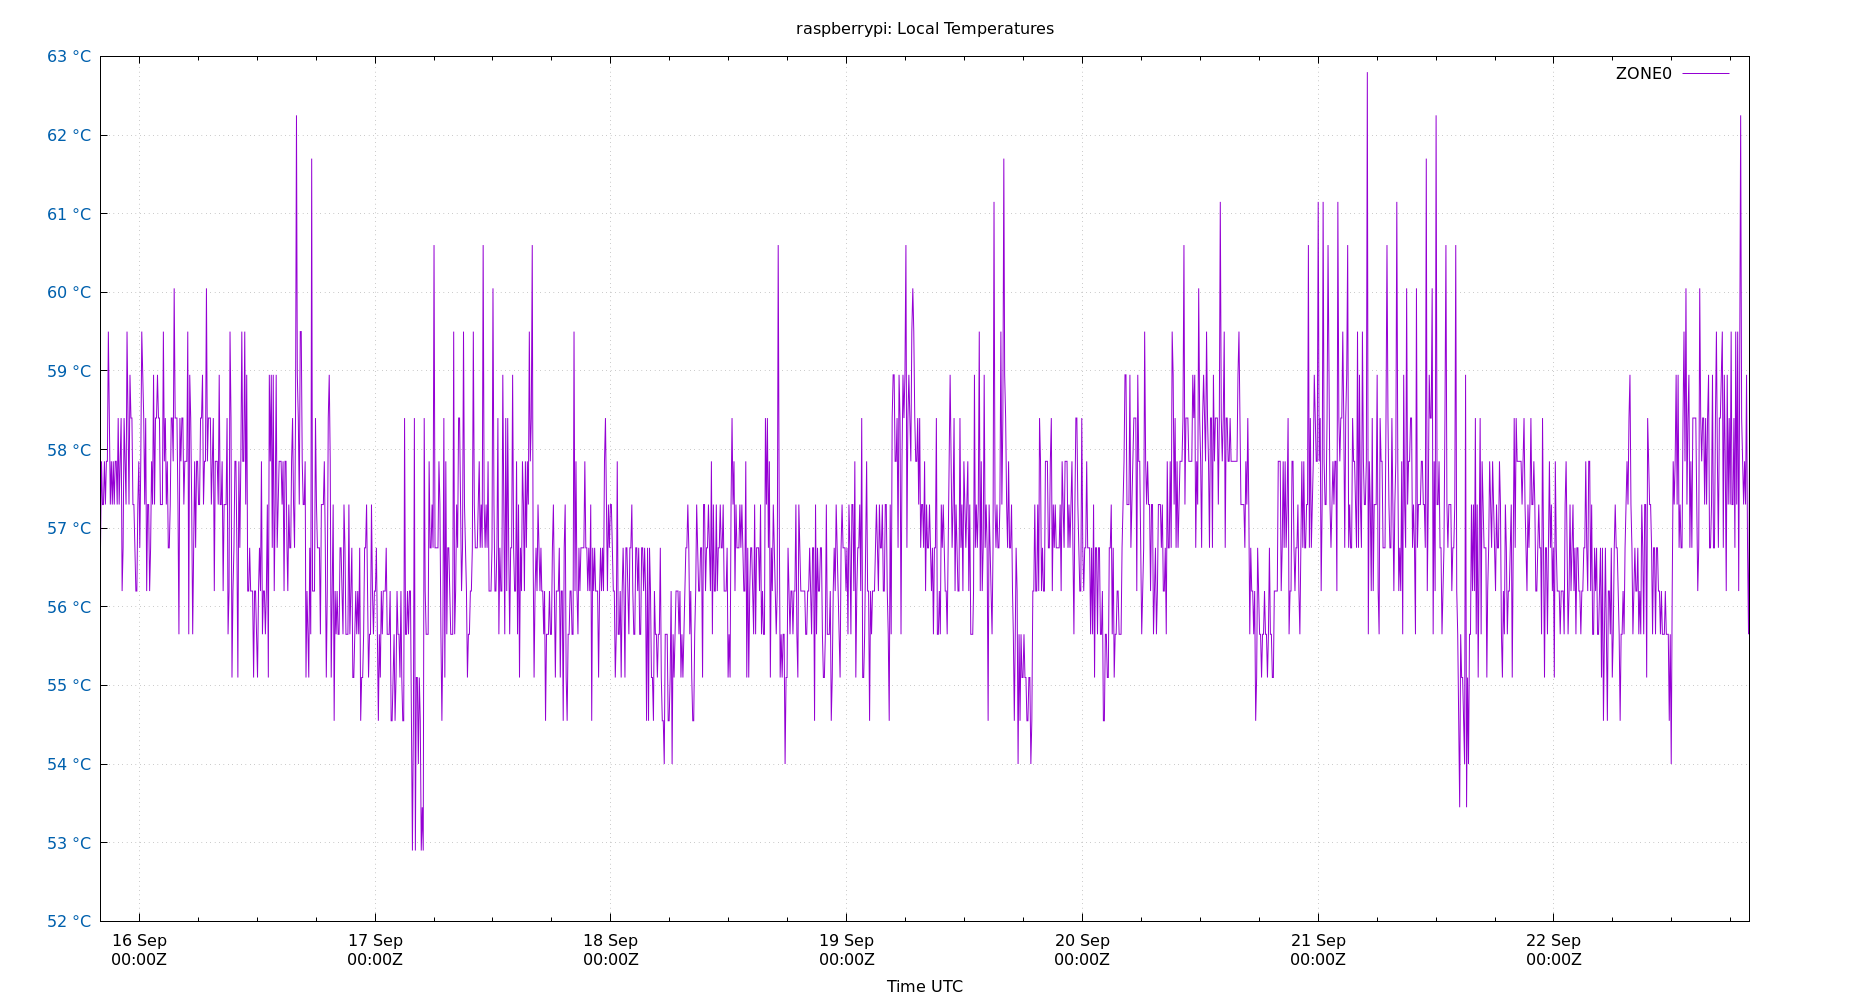 raspberrypi: Local Temperatures
63 °C
ZONE0
62 °C
61 °C
60 °C
59 °C
58 °C
57 °C
56 °C
55 °C
54 °C
53 °C
52 °C
16 Sep 17 Sep 18 Sep 19 Sep 20 Sep 21 Sep 22 Sep
00:00Z 00:00Z 00:00Z 00:00Z 00:00Z 00:00Z 00:00Z
Time UTC